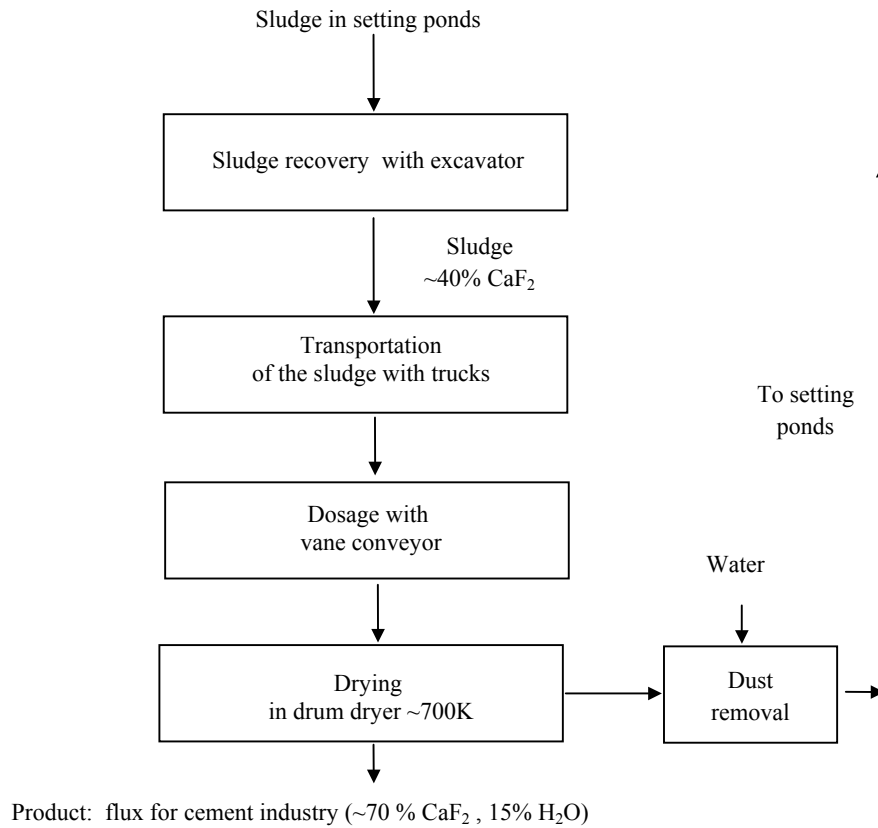 Sludge in setting ponds
Sludge recovery with excavator
Sludge
~40% CaF₂
Transportation
of the sludge with trucks
To setting
ponds
Dosage with
vane conveyor
Water
Drying
in drum dryer ~700K
Dust
removal
Product: flux for cement industry (~70 % CaF₂ , 15% H₂O)